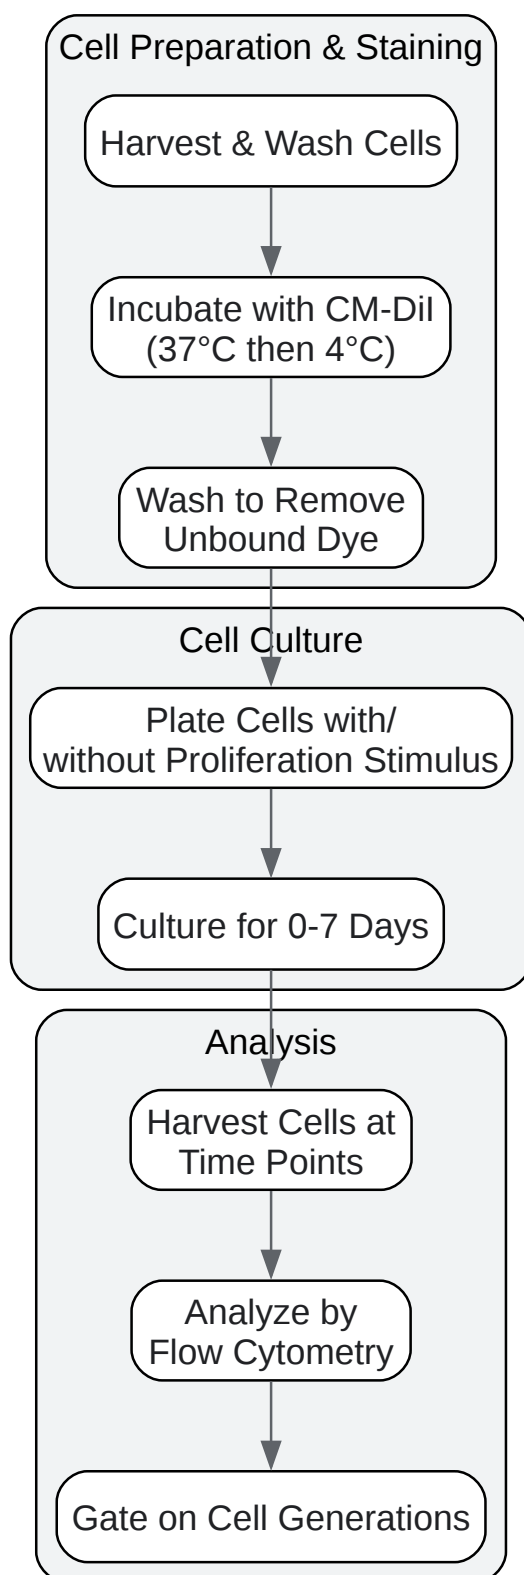 Cell Preparation & Staining
Harvest & Wash Cells
Incubate with CM-DiI
(37°C then 4°C)
Wash to Remove
Unbound Dye
Cell Culture
Plate Cells with/
without Proliferation Stimulus
Culture for 0-7 Days
Analysis
Harvest Cells at
Time Points
Analyze by
Flow Cytometry
Gate on Cell Generations